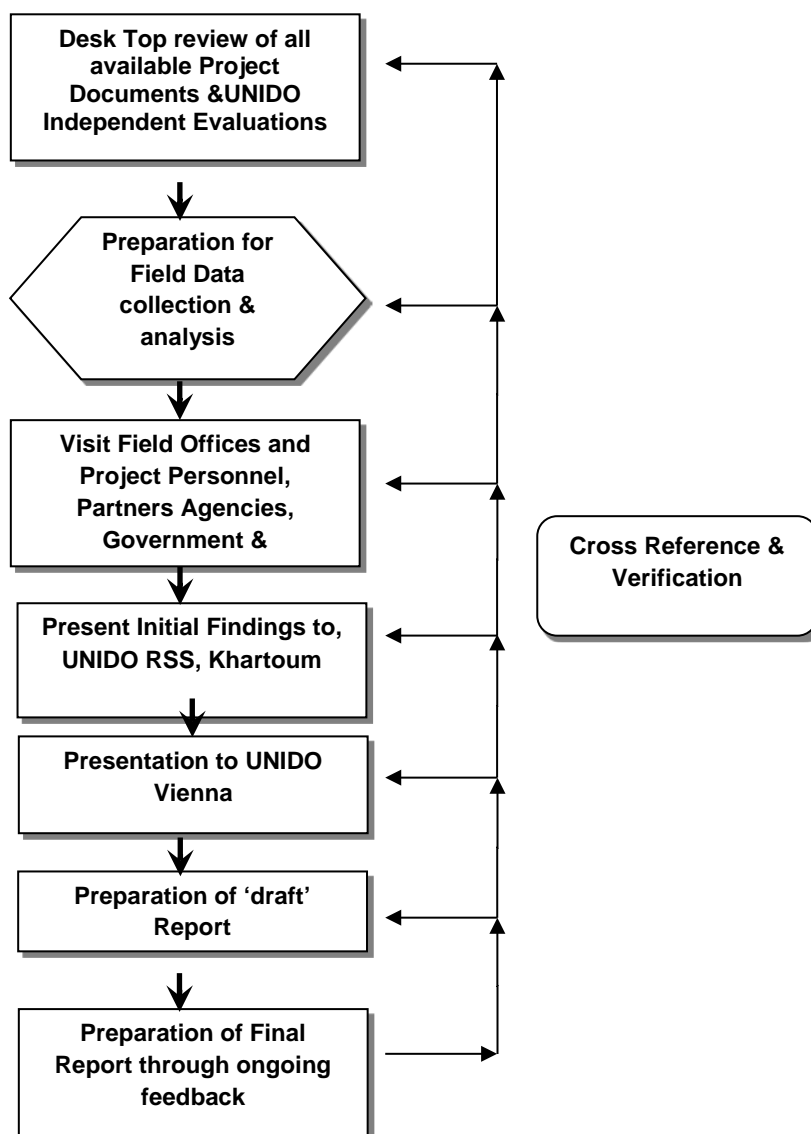 Desk Top review of all
available Project
Documents &UNIDO
Independent Evaluations
Preparation for
Field Data
collection &
analysis
Visit Field Offices and
Project Personnel,
Partners Agencies,
Government &
Cross Reference &
Verification
Present Initial Findings to,
UNIDO RSS, Khartoum
Presentation to UNIDO
Vienna
Preparation of ‘draft’
Report
Preparation of Final
Report through ongoing
feedback